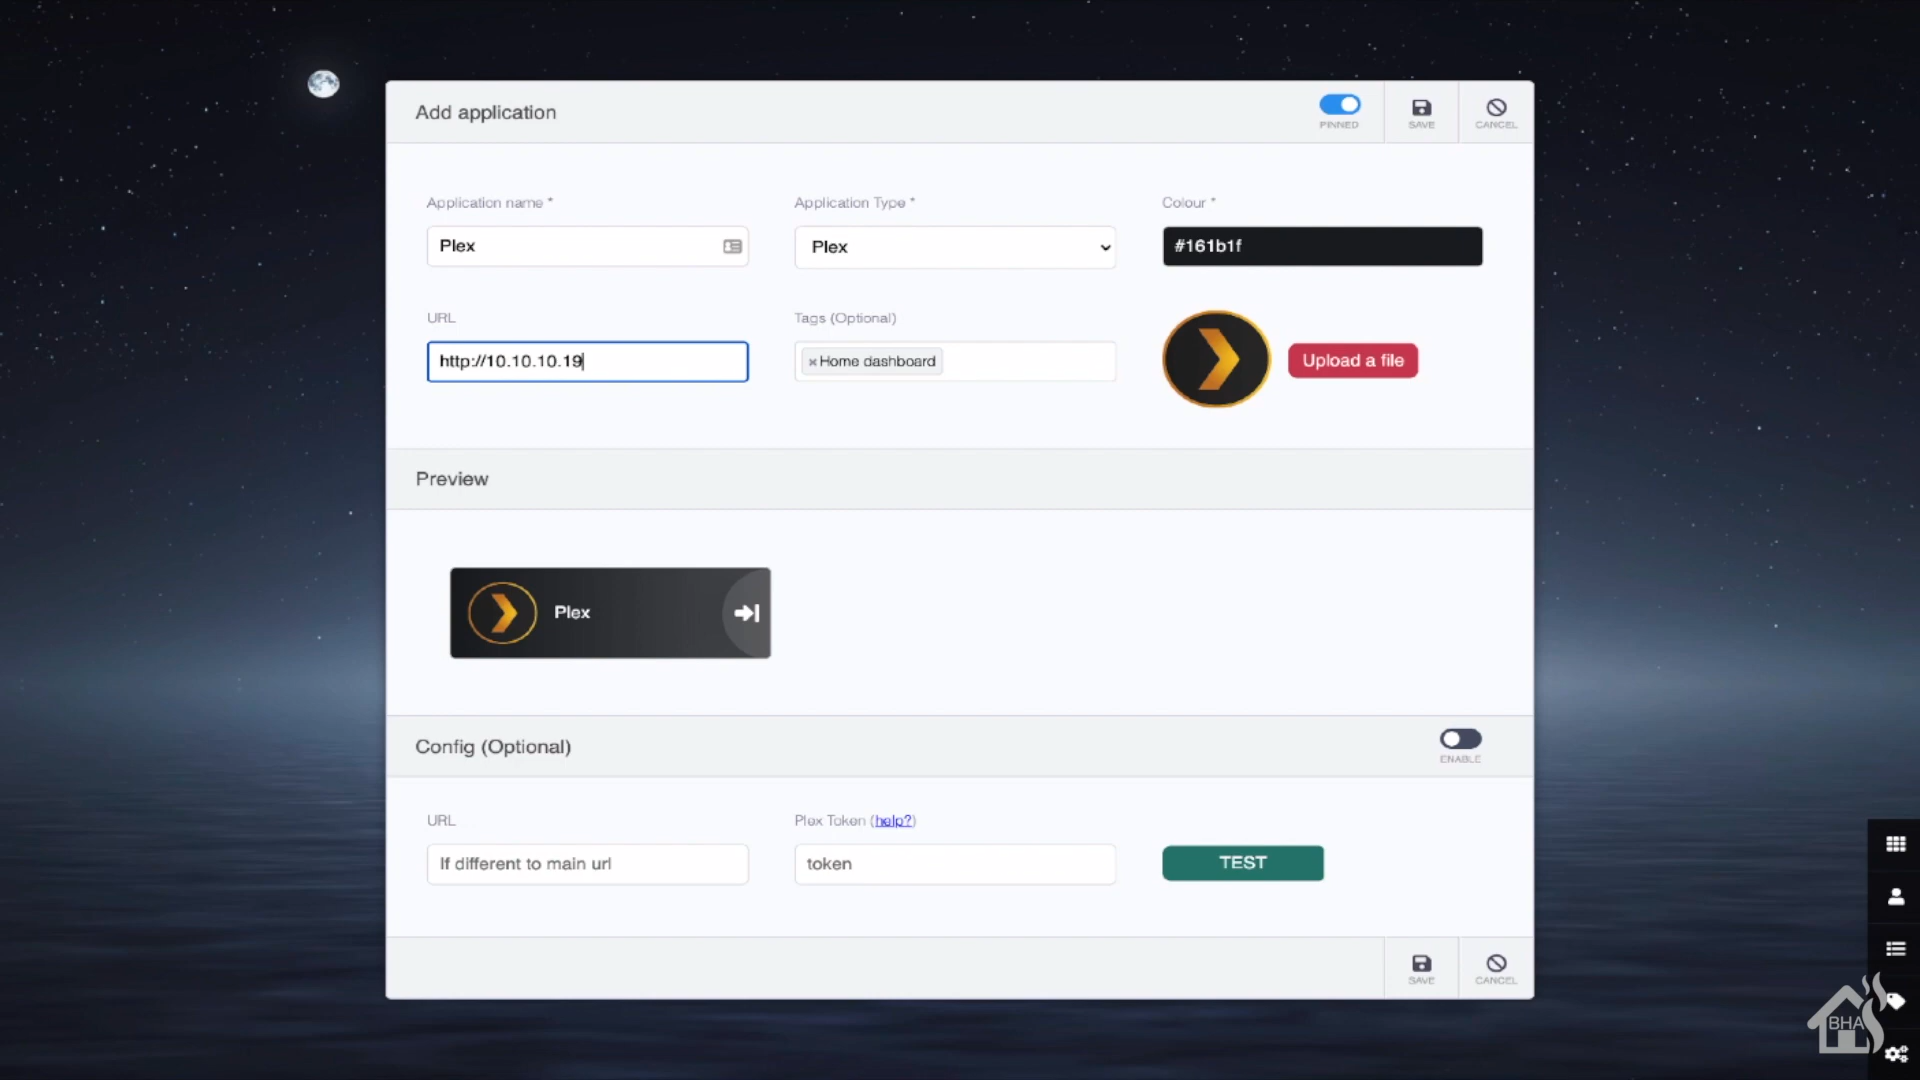 Add application
PINNED
SAVE
CANCEL
Application name *
Application Type *
Colour *
Plex
Plex
#161b1f
URL
Tags (Optional)
http://10.10.10.19
×Home dashboard
Upload a file
Preview
Plex
Config (Optional)
ENABLE
URL
Plex Token (help?)
If different to main url
token
TEST
SAVE
CANCEL
BHA